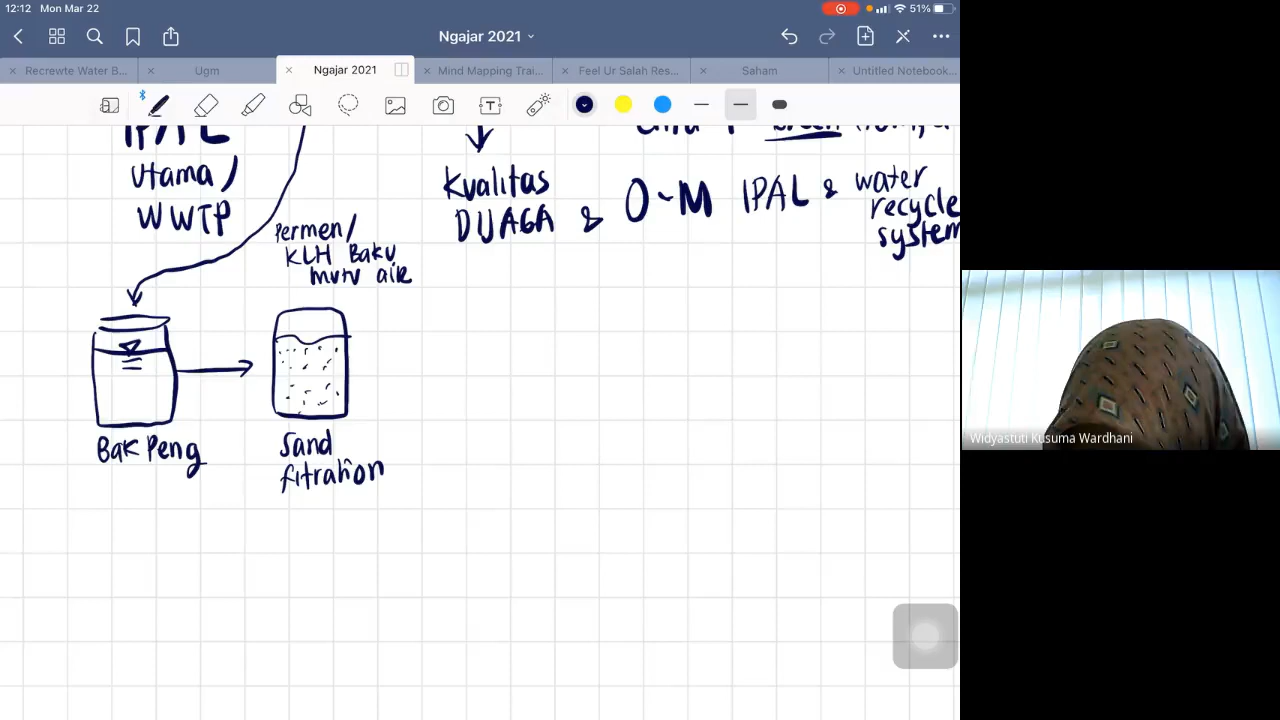 12:12 Mon Mar 22
51%
Ngajar 2021
Recrewte Water B...
Ugm
Ngajar 2021
Mind Mapping Trai...
Feel Ur Salah Res...
Saham
Untitled Notebook...
IPAL
Utama /
WWTP
Permen /
KLH Baku
mutu air
Kualitas
DIJAGA & O-M IPAL & water
recycle
system
Bak Peng
Sand
fitration
Widyastuti Kusuma Wardhani